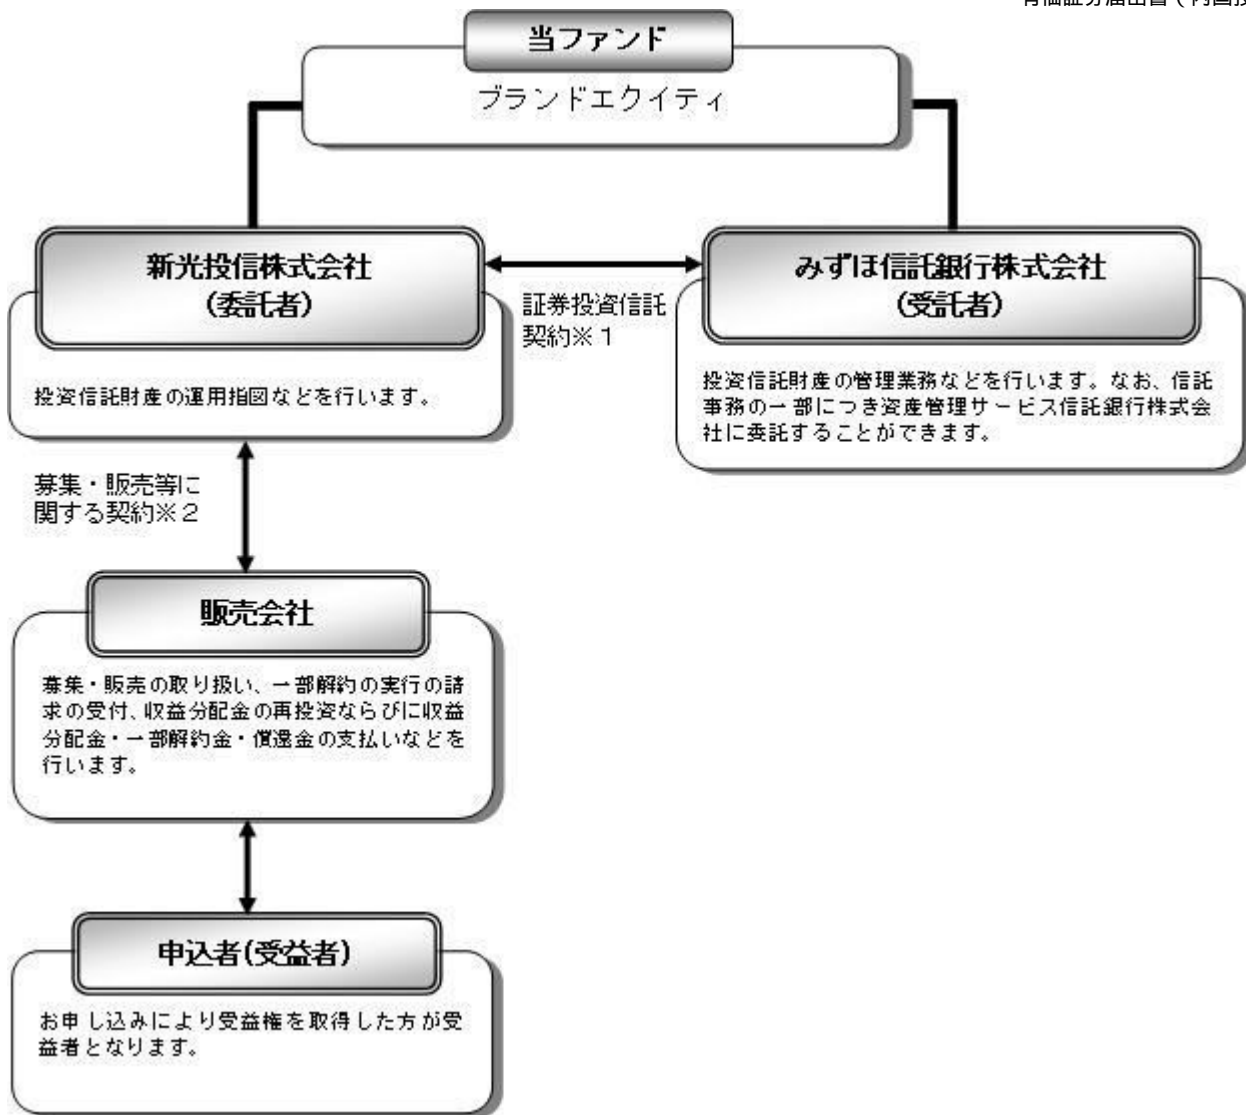 当ファンド
ブランドエクイティ
新光投信株式会社
(委託者)
投資信託財産の運用指図などを行います。
証券投資信託
契約※1
みずほ信託銀行株式会社
(受託者)
投資信託財産の管理業務などを行います。なお、信託
事務の一部につき資産管理サービス信託銀行株式会
社に委託することができます。
募集・販売等に
関する契約※2
販売会社
募集・販売の取り扱い、一部解約の実行の請
求の受付、収益分配金の再投資ならびに収益
分配金・一部解約金・償還金の支払いなどを
行います。
申込者(受益者)
お申し込みにより受益権を取得した方が受
益者となります。